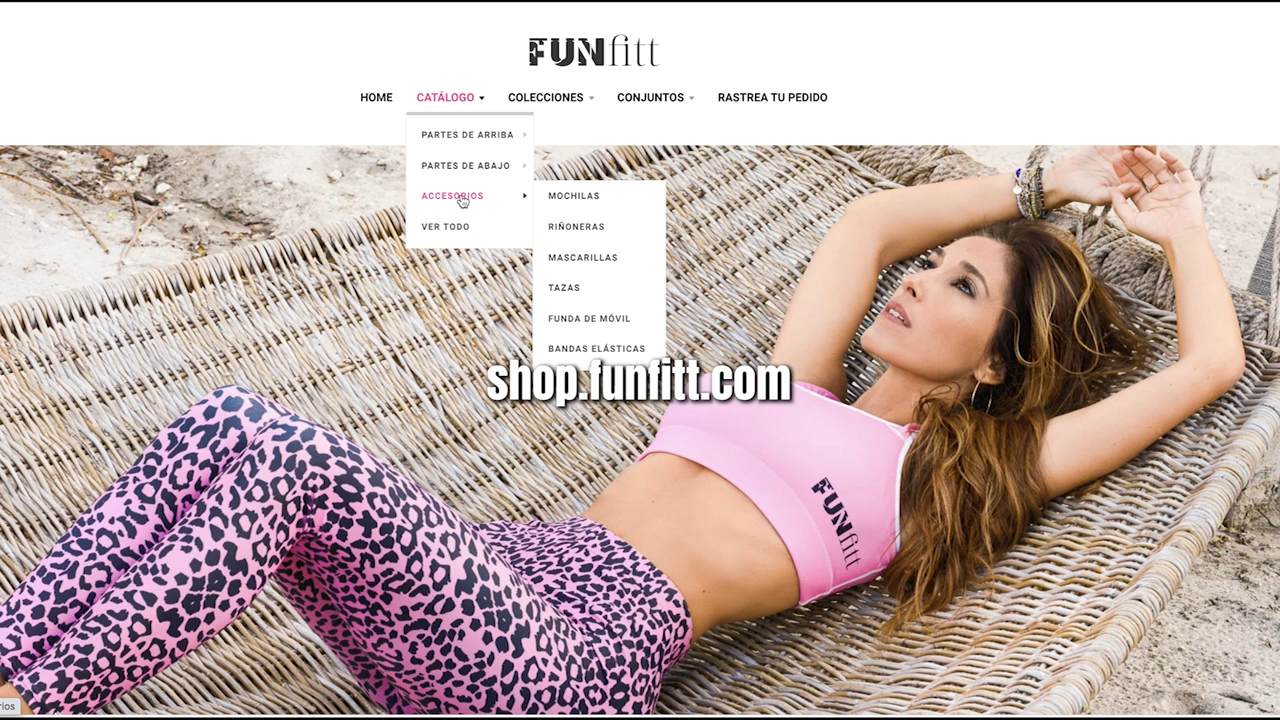 FUNfitt
HOME CATÁLOGO COLECCIONES CONJUNTOS RASTREA TU PEDIDO
PARTES DE ARRIBA
PARTES DE ABAJO
ACCESORIOS
VER TODO
MOCHILAS
RIÑONERAS
MASCARILLAS
TAZAS
FUNDA DE MÓVIL
BANDAS ELÁSTICAS
shop.funfitt.com
FUNfitt
rios